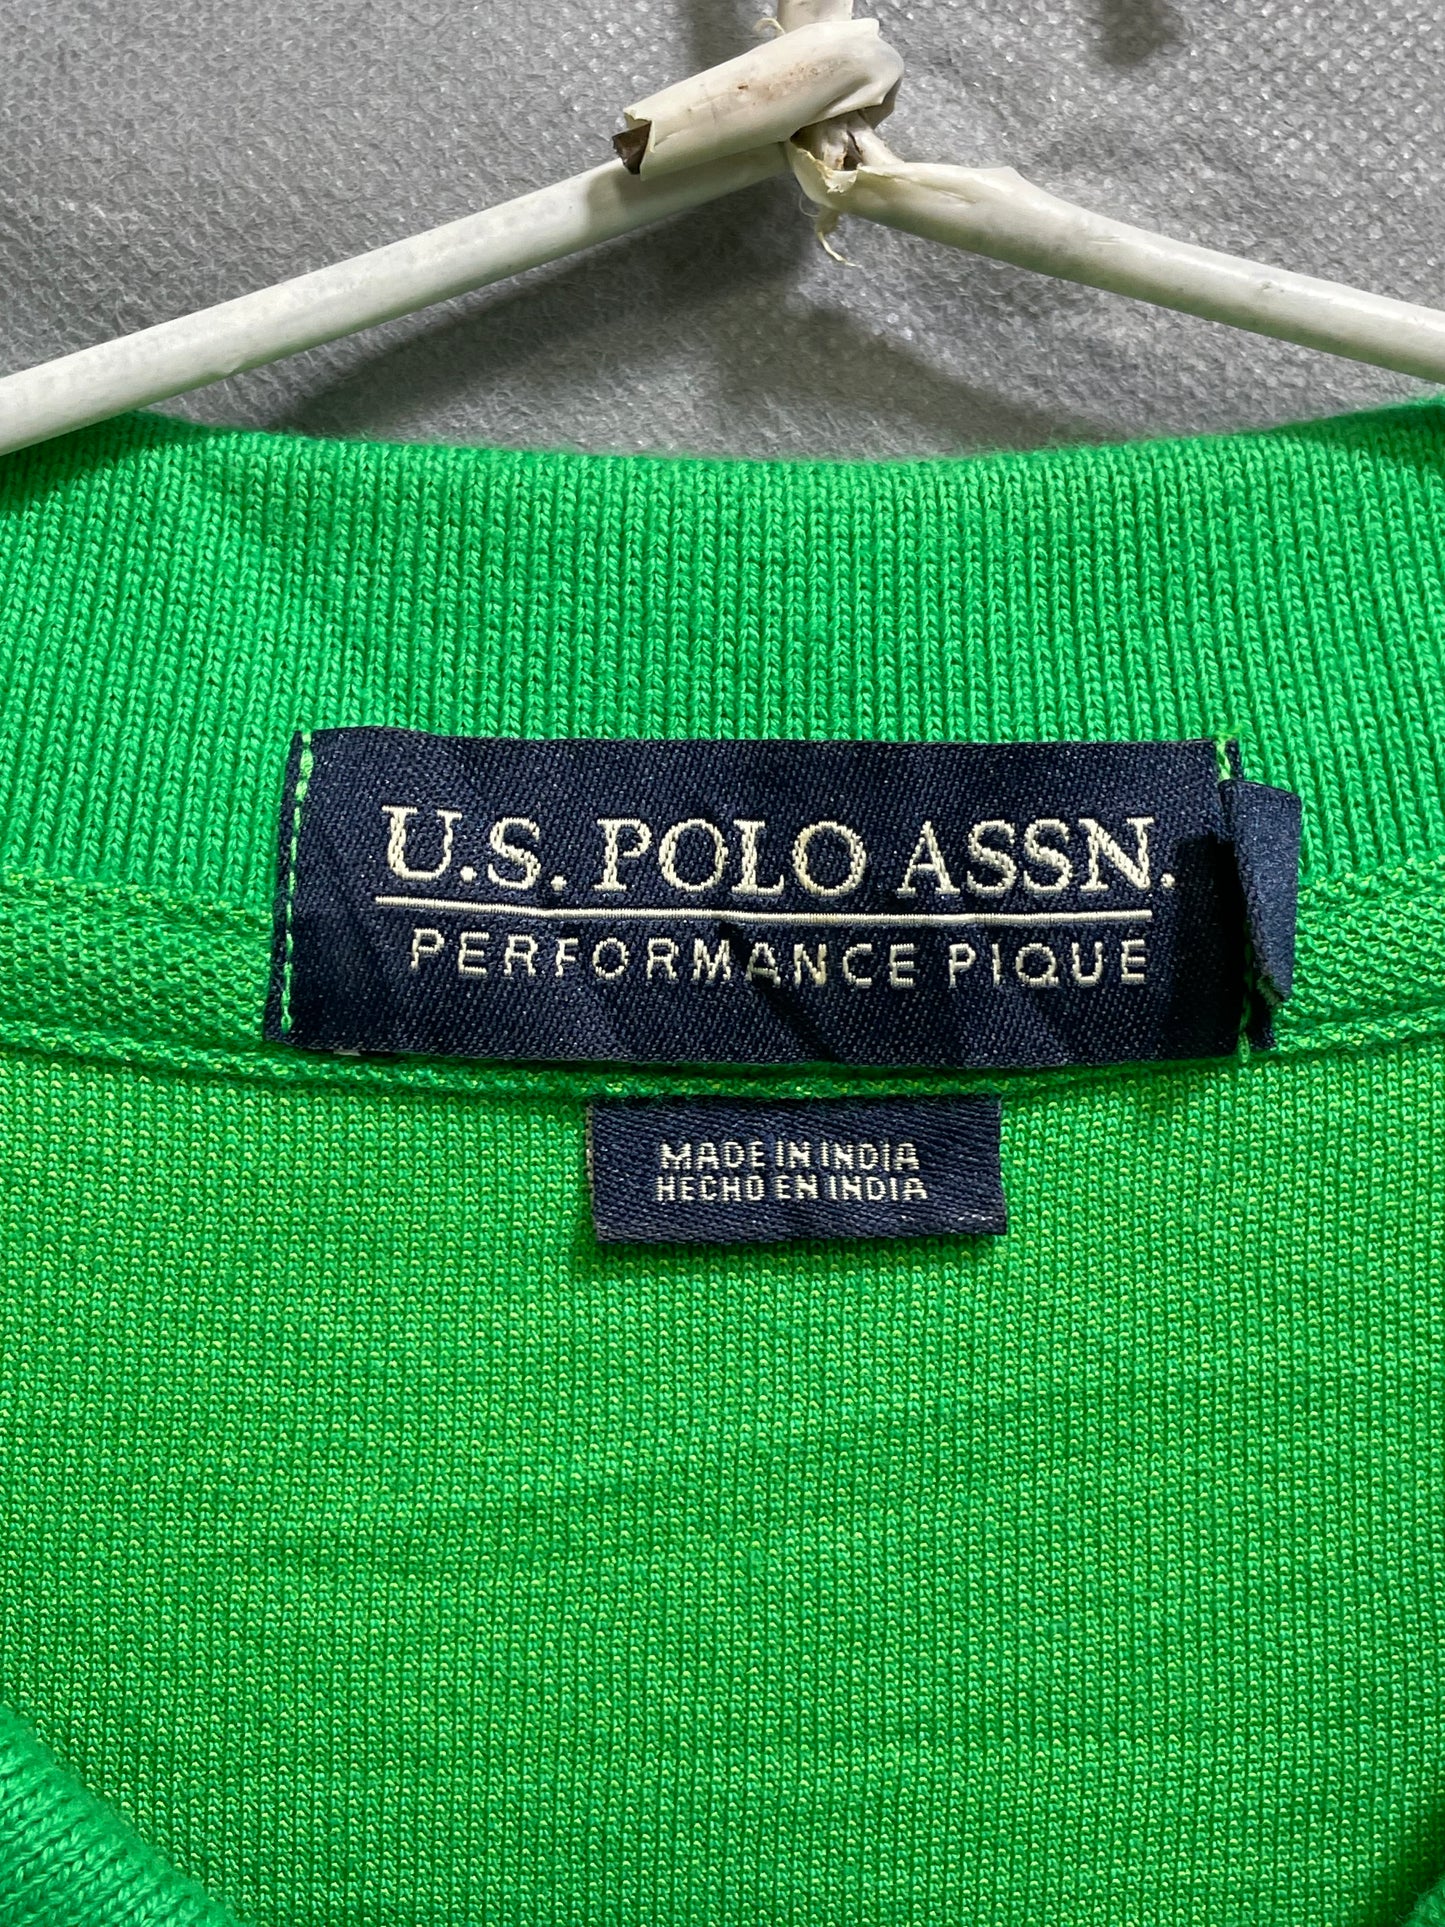 U.S. POLO ASSN.
PERFORMANCE PIQUE
MADE IN INDIA
HECHO EN INDIA